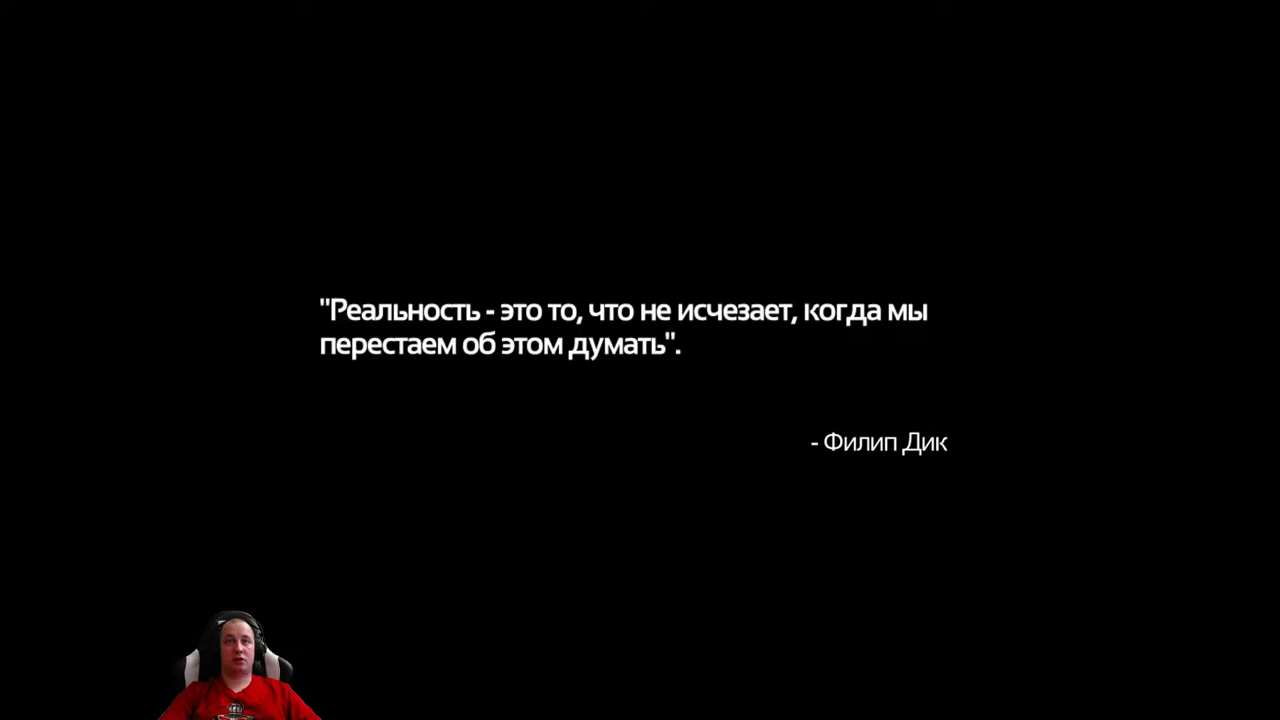 "Реальность - это то, что не исчезает, когда мы
перестаем об этом думать".
- Филип Дик